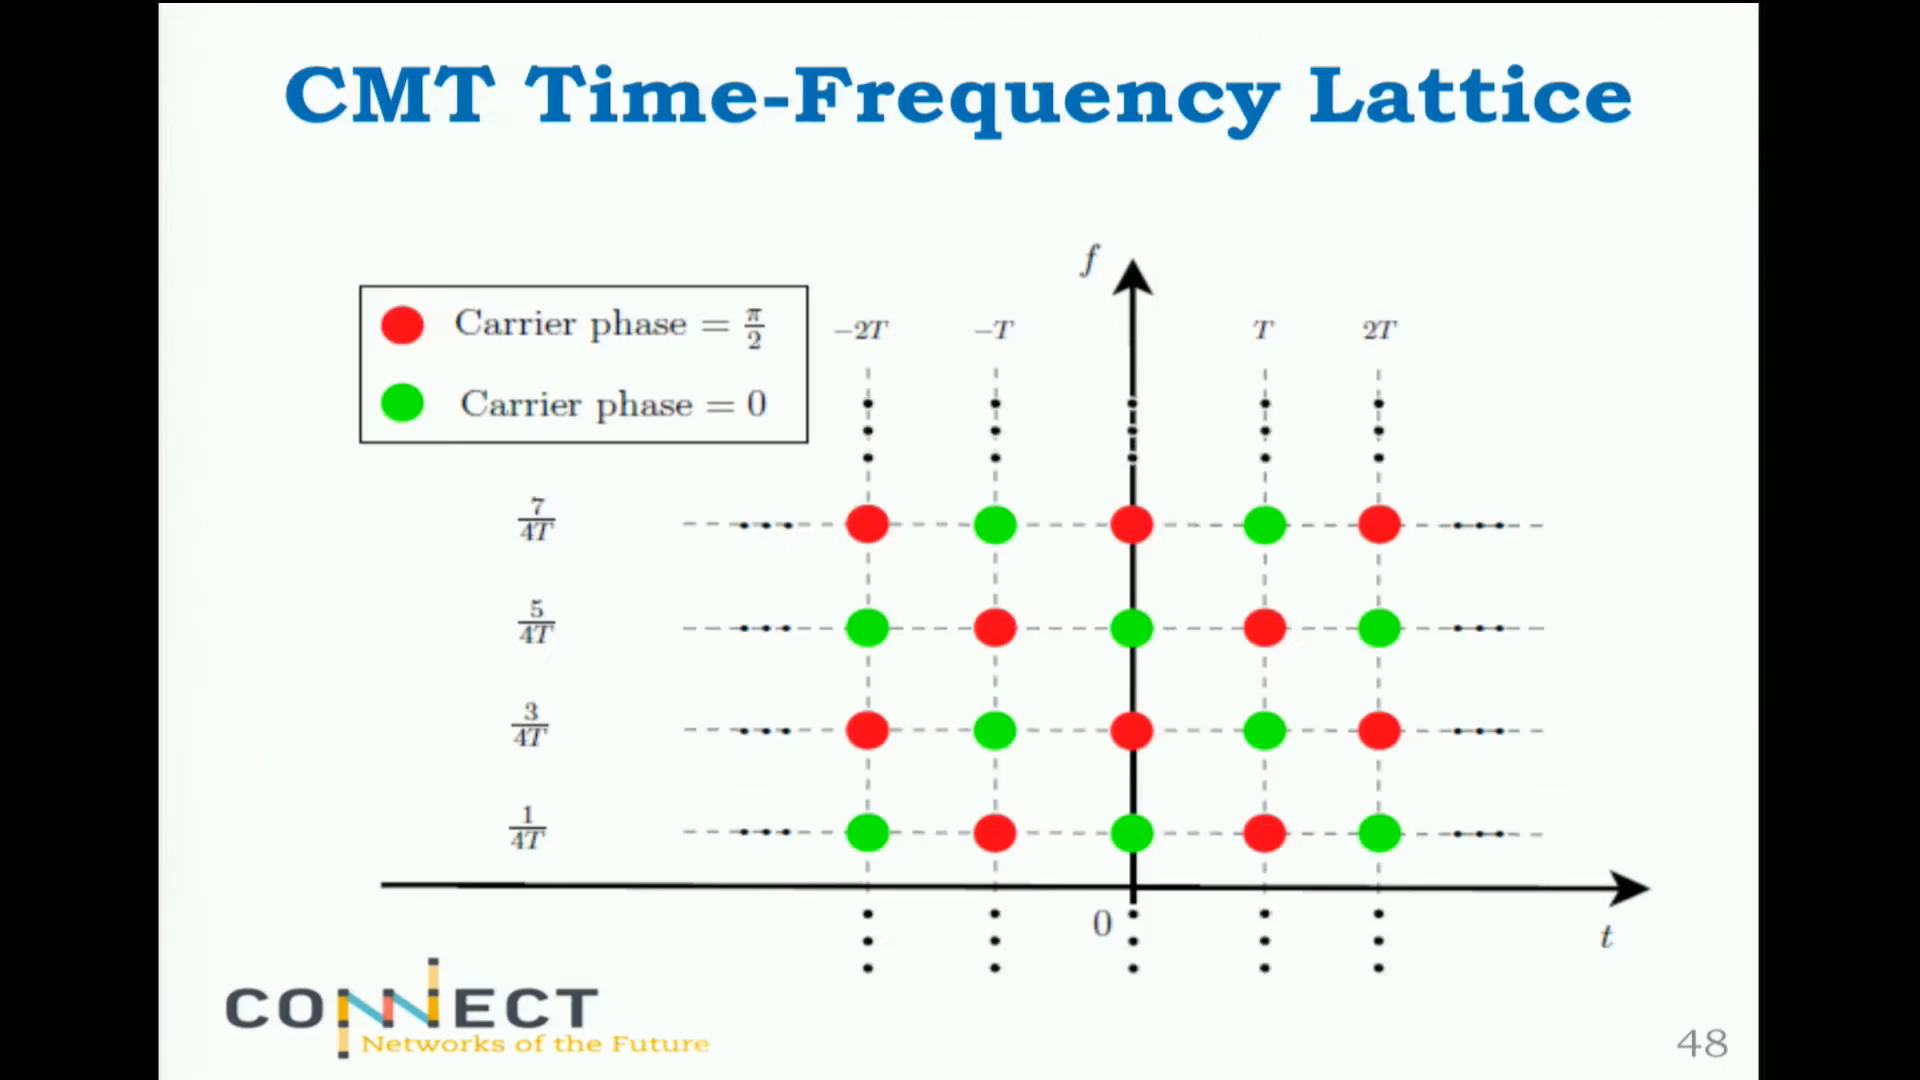 CMT Time-Frequency Lattice
f
Carrier phase = π/2
Carrier phase = 0
−2T −T T 2T
7/4T
5/4T
3/4T
1/4T
0
t
CONNECT
Networks of the Future
48